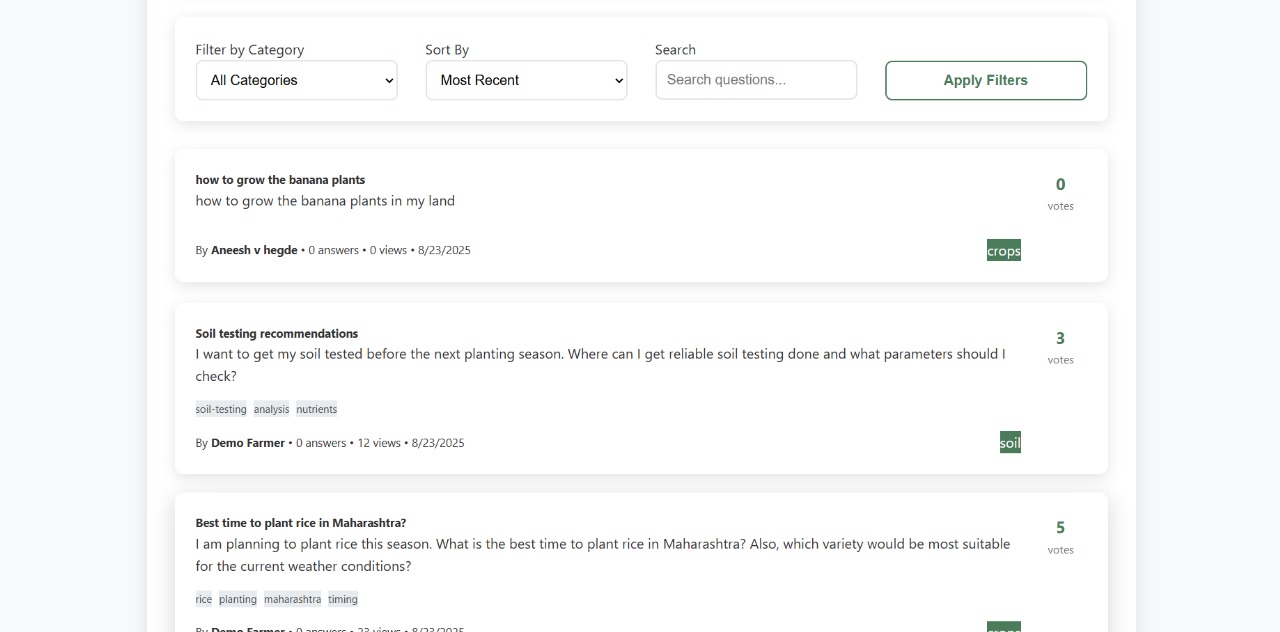 Filter by Category
Sort By
Search
All Categories
Most Recent
Search questions...
Apply Filters
how to grow the banana plants
how to grow the banana plants in my land
0
votes
By Aneesh v hegde • 0 answers • 0 views • 8/23/2025
crops
Soil testing recommendations
I want to get my soil tested before the next planting season. Where can I get reliable soil testing done and what parameters should I
check?
3
votes
soil-testing analysis nutrients
By Demo Farmer • 0 answers • 12 views • 8/23/2025
soil
Best time to plant rice in Maharashtra?
I am planning to plant rice this season. What is the best time to plant rice in Maharashtra? Also, which variety would be most suitable
for the current weather conditions?
5
votes
rice planting maharashtra timing
By Demo Farmer • 0 answers • 23 views • 8/23/2025